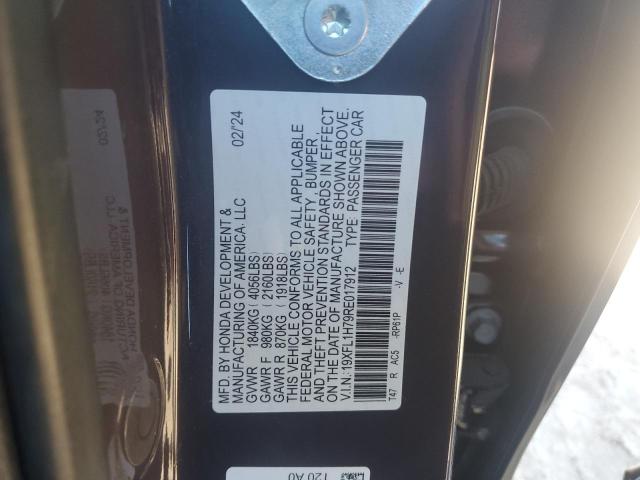 MFD. BY HONDA DEVELOPMENT & 02/'24
MANUFACTURING OF AMERICA, LLC
GVWR 1840KG(4056LBS)
GAWR F 980KG(2160LBS)
GAWR R 870KG(1918LBS)
THIS VEHICLE CONFORMS TO ALL APPLICABLE
FEDERAL MOTOR VEHICLE SAFETY, BUMPER,
AND THEFT PREVENTION STANDARDS IN EFFECT
ON THE DATE OF MANUFACTURE SHOWN ABOVE.
V.I.N:19XFL1H79RE017912 TYPE:PASSENGER CAR
T47 R AC5 -RP61P -V -E
120 A0